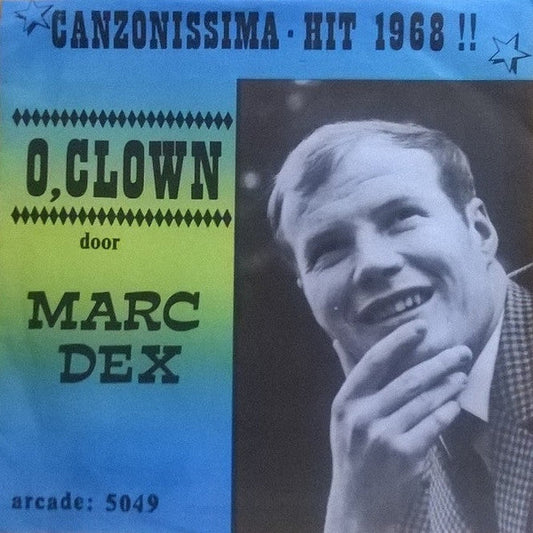 CANZONISSIMA - HIT 1968 !!
O, CLOWN
door
MARC
DEX
arcade: 5049